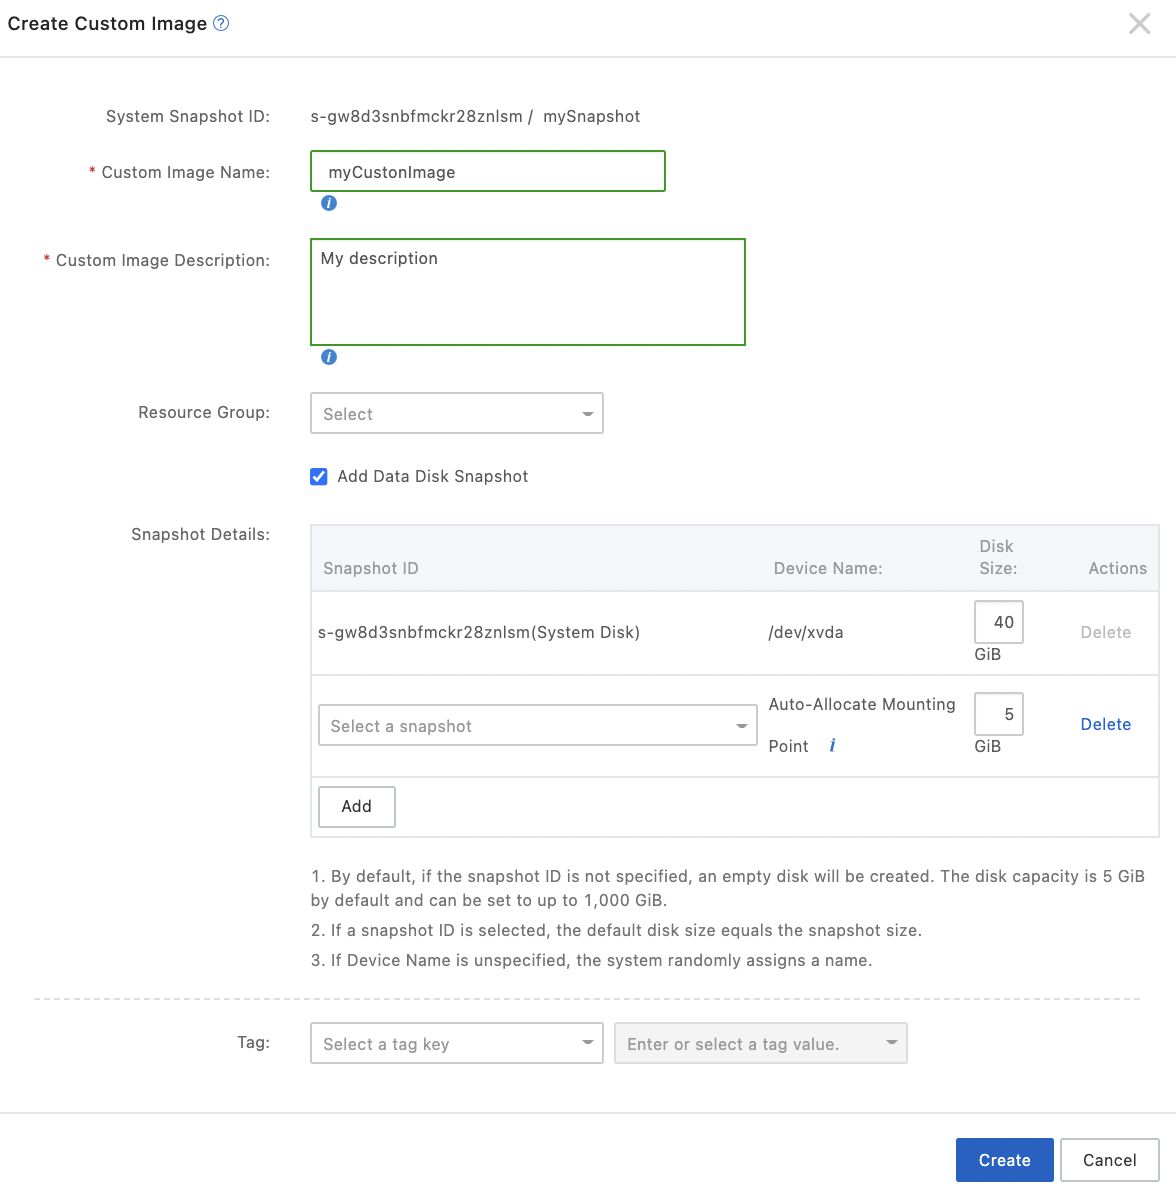 Create Custom Image ?
System Snapshot ID: s-gw8d3snbfmckr28znlsm / mySnapshot
* Custom Image Name: myCustonImage
i
* Custom Image Description: My description
i
Resource Group: Select
Add Data Disk Snapshot
Snapshot Details:
Snapshot ID Device Name: Disk Size: Actions
s-gw8d3snbfmckr28znlsm(System Disk) /dev/xvda 40 GiB Delete
Select a snapshot Auto-Allocate Mounting Point i 5 GiB Delete
Add
1. By default, if the snapshot ID is not specified, an empty disk will be created. The disk capacity is 5 GiB
by default and can be set to up to 1,000 GiB.
2. If a snapshot ID is selected, the default disk size equals the snapshot size.
3. If Device Name is unspecified, the system randomly assigns a name.
Tag: Select a tag key Enter or select a tag value.
Create Cancel